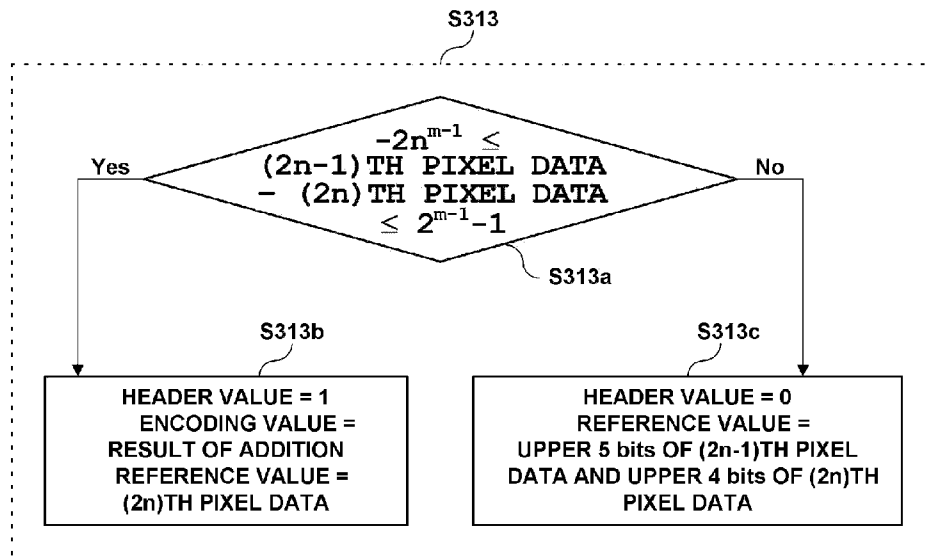 S313
-2n^{m-1} ≤
(2n-1)TH PIXEL DATA
- (2n)TH PIXEL DATA
≤ 2^{m-1}-1
Yes
No
S313a
S313b
HEADER VALUE = 1
ENCODING VALUE =
RESULT OF ADDITION
REFERENCE VALUE =
(2n)TH PIXEL DATA
S313c
HEADER VALUE = 0
REFERENCE VALUE =
UPPER 5 bits OF (2n-1)TH PIXEL
DATA AND UPPER 4 bits OF (2n)TH
PIXEL DATA